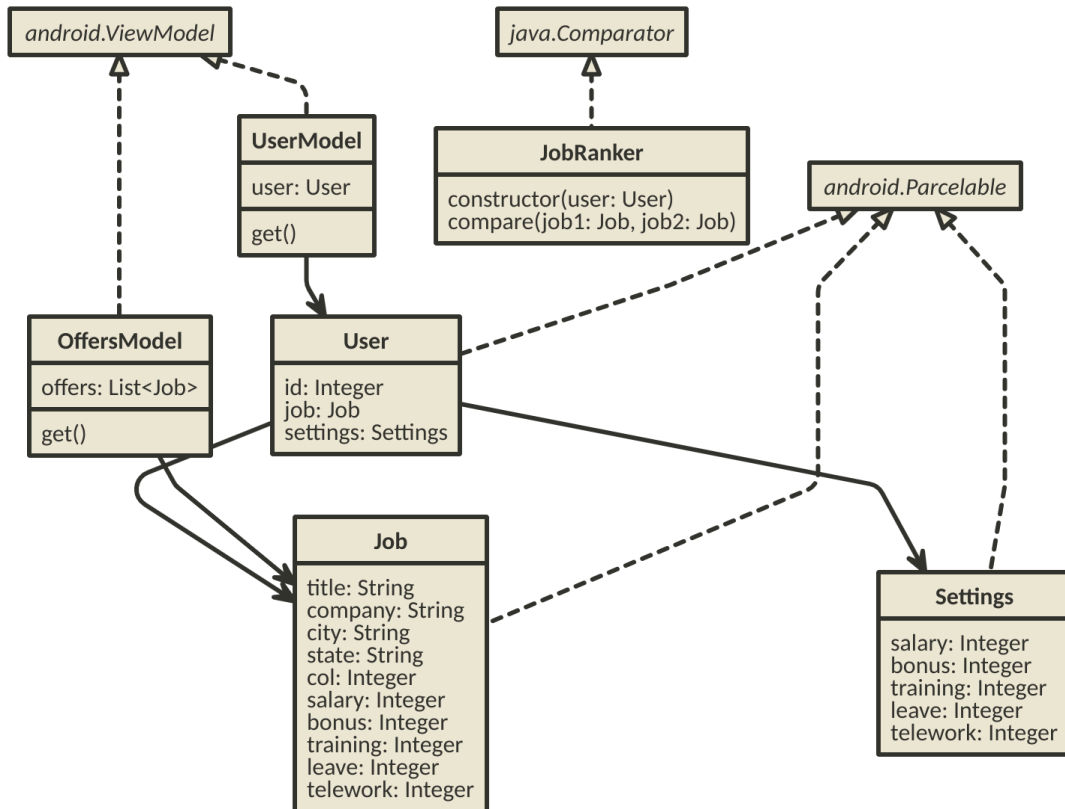 android.ViewModel
java.Comparator
UserModel
user: User
get()
JobRanker
constructor(user: User)
compare(job1: Job, job2: Job)
android.Parcelable
OffersModel
offers: List<Job>
get()
User
id: Integer
job: Job
settings: Settings
Job
title: String
company: String
city: String
state: String
col: Integer
salary: Integer
bonus: Integer
training: Integer
leave: Integer
telework: Integer
Settings
salary: Integer
bonus: Integer
training: Integer
leave: Integer
telework: Integer